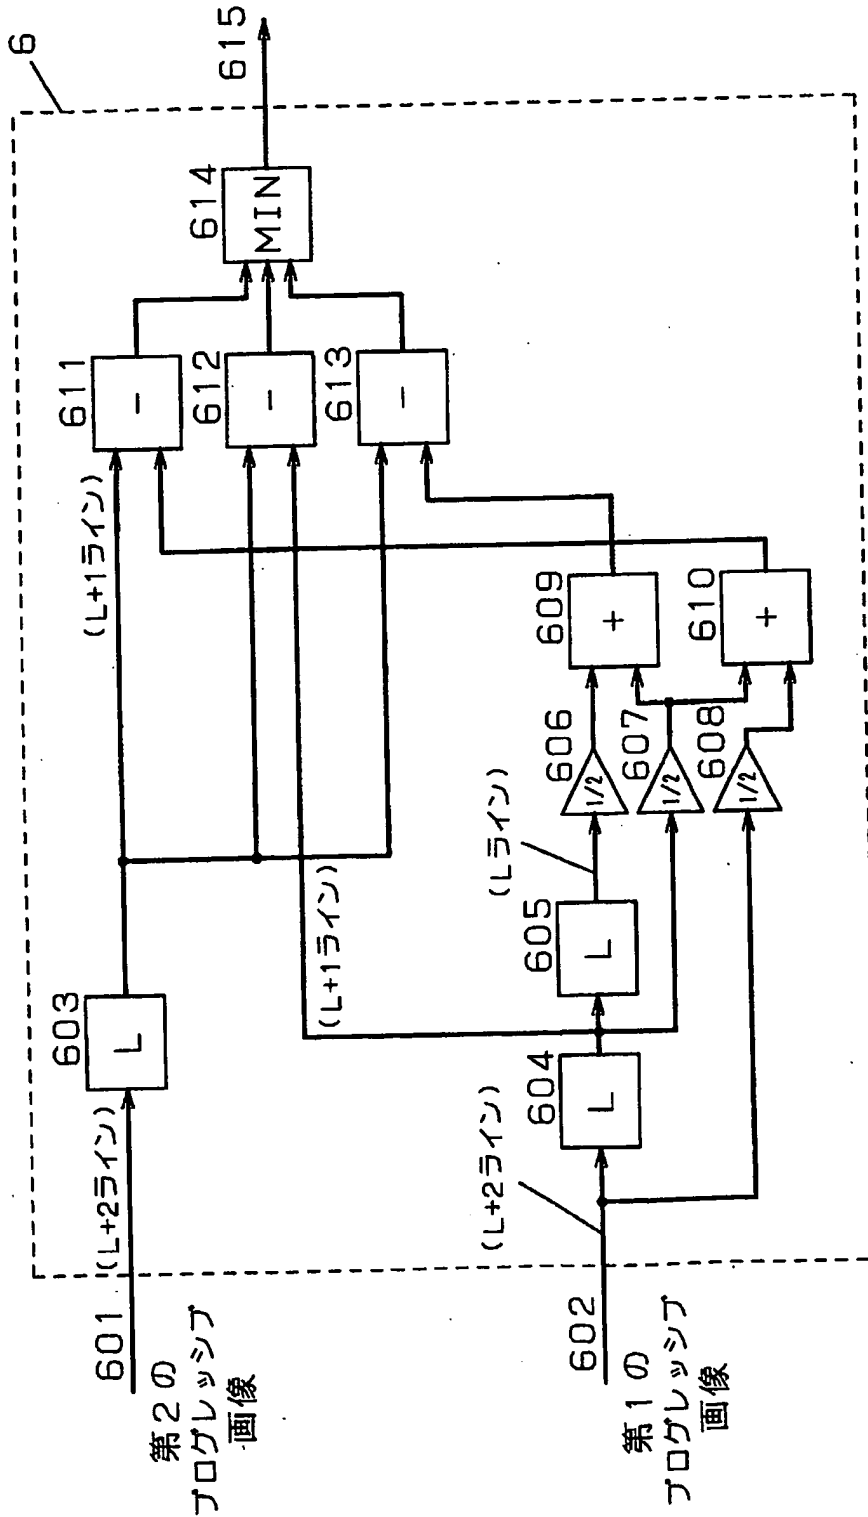 6
601
第2の
プログレッシブ
画像
(L+2ライン)
603
L
(L+1ライン)
611
−
612
−
613
−
614
MIN
615
602
第1の
プログレッシブ
画像
(L+2ライン)
604
L
(L+1ライン)
605
L
(Lライン)
606
1/2
607
1/2
608
1/2
609
+
610
+